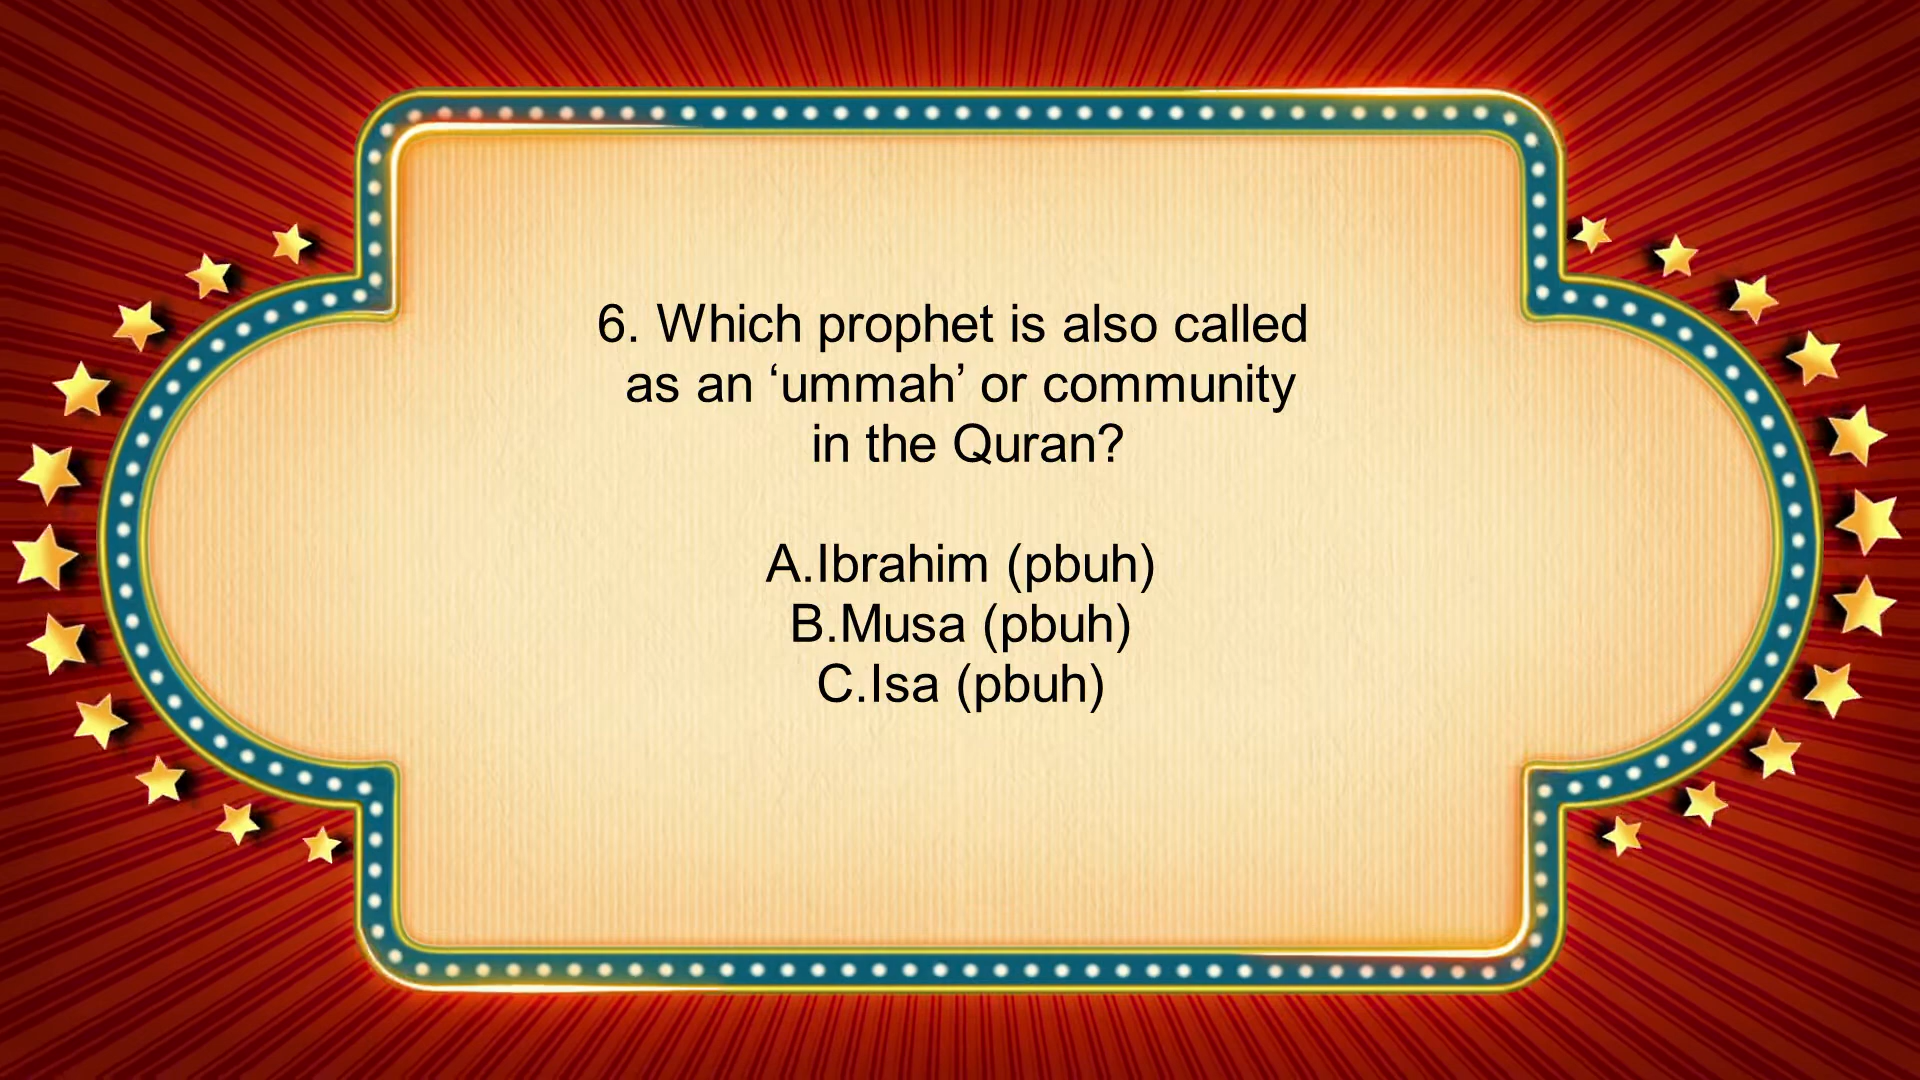 6. Which prophet is also called
as an ‘ummah’ or community
in the Quran?
A.Ibrahim (pbuh)
B.Musa (pbuh)
C.Isa (pbuh)